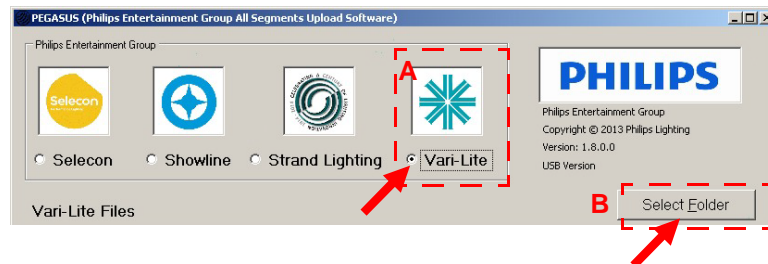 PEGASUS (Philips Entertainment Group All Segments Upload Software)
Philips Entertainment Group
A
Selecon
PHILIPS
Philips Entertainment Group
Copyright © 2013 Philips Lighting
Version: 1.8.0.0
USB Version
Selecon
Showline
Strand Lighting
Vari-Lite
Vari-Lite Files
B
Select Folder